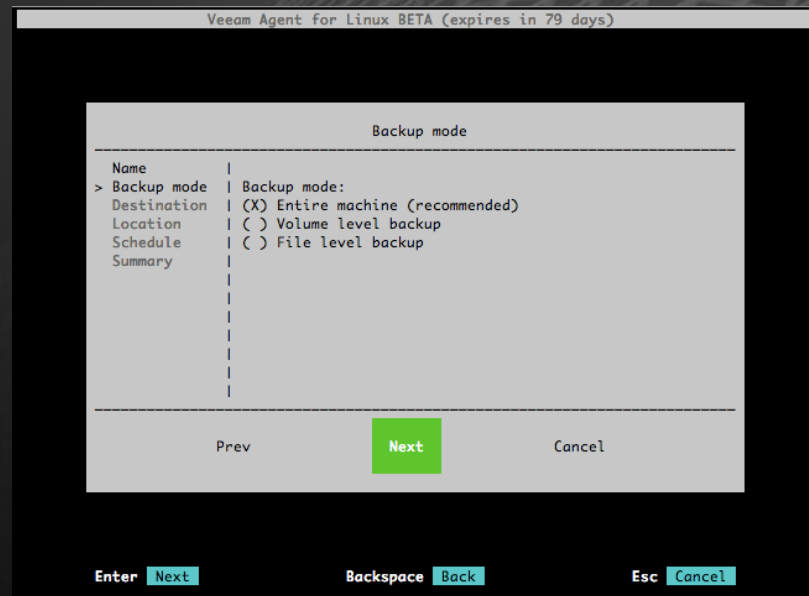 Veeam Agent for Linux BETA (expires in 79 days)
Backup mode
Name |
> Backup mode | Backup mode:
Destination | (X) Entire machine (recommended)
Location | ( ) Volume level backup
Schedule | ( ) File level backup
Summary |
Prev Next Cancel
Enter Next Backspace Back Esc Cancel